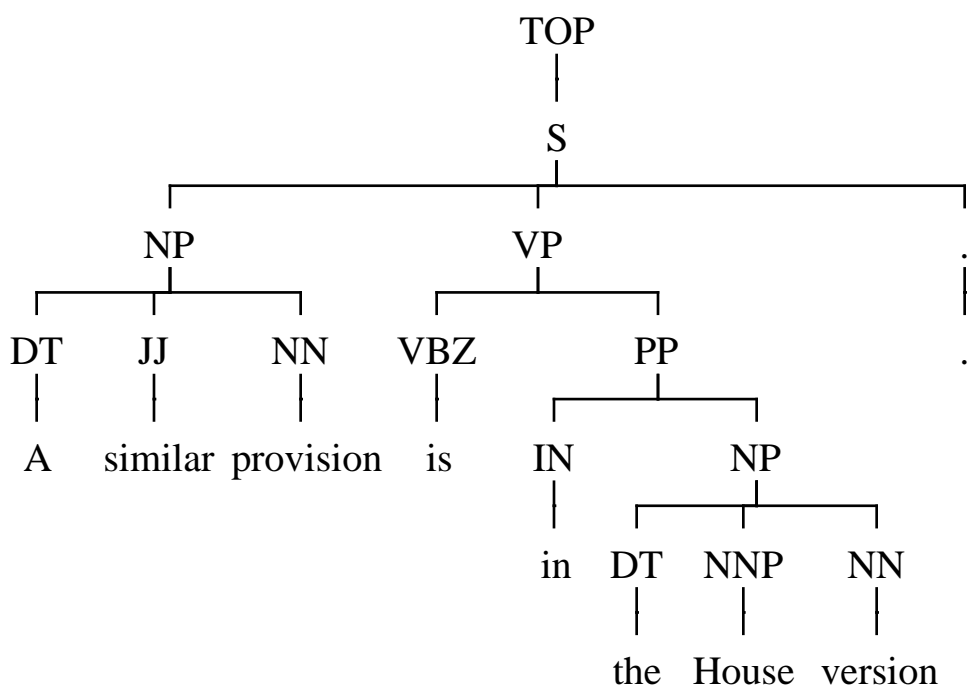 TOP
S
NP VP .
DT JJ NN VBZ PP .
A similar provision is IN NP
in DT NNP NN
the House version